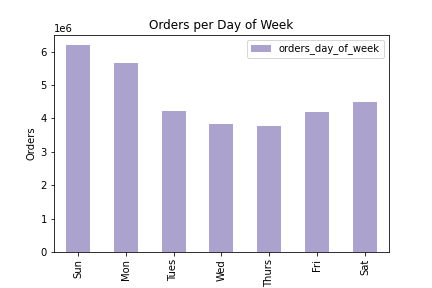 Orders per Day of Week
1e6
orders_day_of_week
6
5
4
3
2
1
0
Orders
Sun
Mon
Tues
Wed
Thurs
Fri
Sat